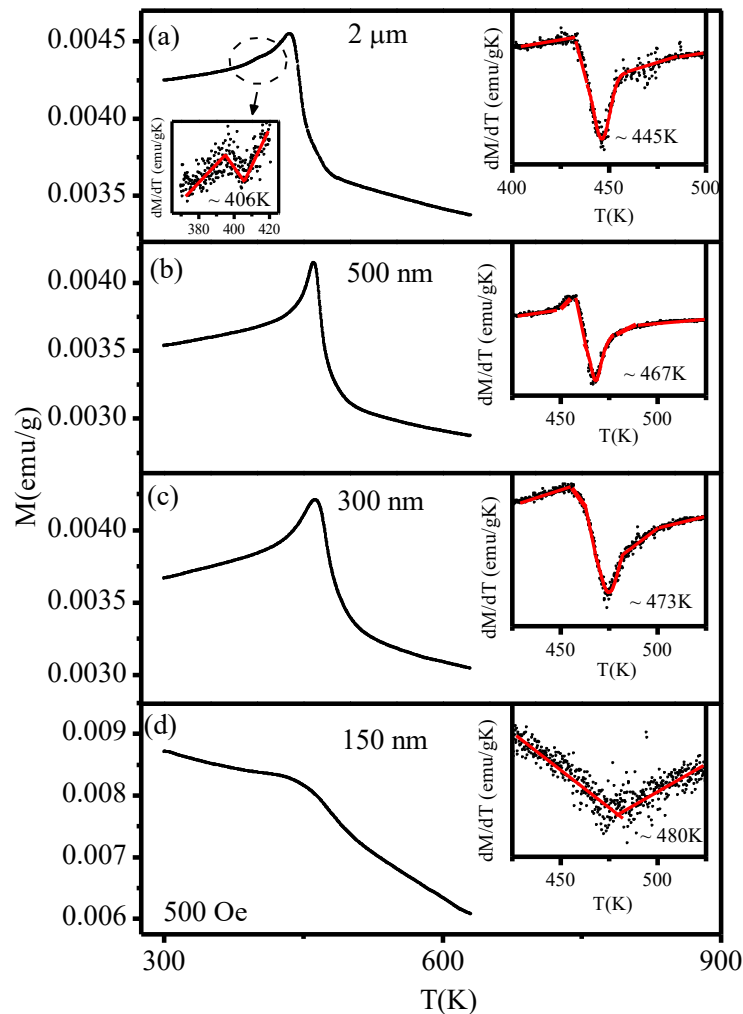 M(emu/g)
(a)
2 μm
0.0045
0.0040
0.0035
dM/dT (emu/gK)
~ 406K
380 400 420
dM/dT (emu/gK)
~ 445K
400 450 500
T(K)
(b)
500 nm
0.0040
0.0035
0.0030
dM/dT (emu/gK)
~ 467K
450 500
T(K)
(c)
300 nm
0.0040
0.0035
0.0030
dM/dT (emu/gK)
~ 473K
450 500
T(K)
(d)
150 nm
0.009
0.008
0.007
0.006
500 Oe
dM/dT (emu/gK)
~ 480K
450 500
T(K)
300 600 900
T(K)